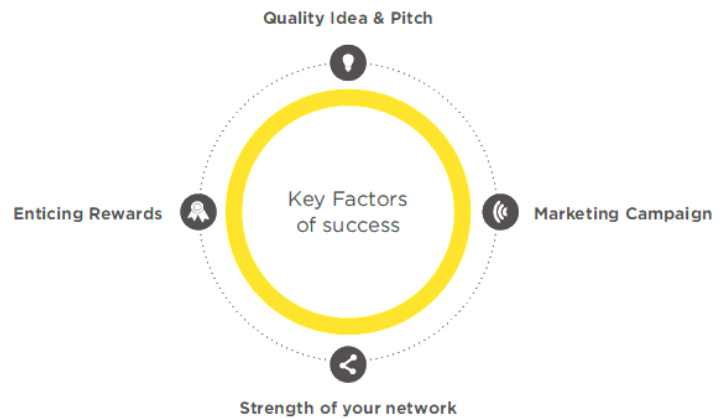 Quality Idea & Pitch
Key Factors
of success
Enticing Rewards
Marketing Campaign
Strength of your network